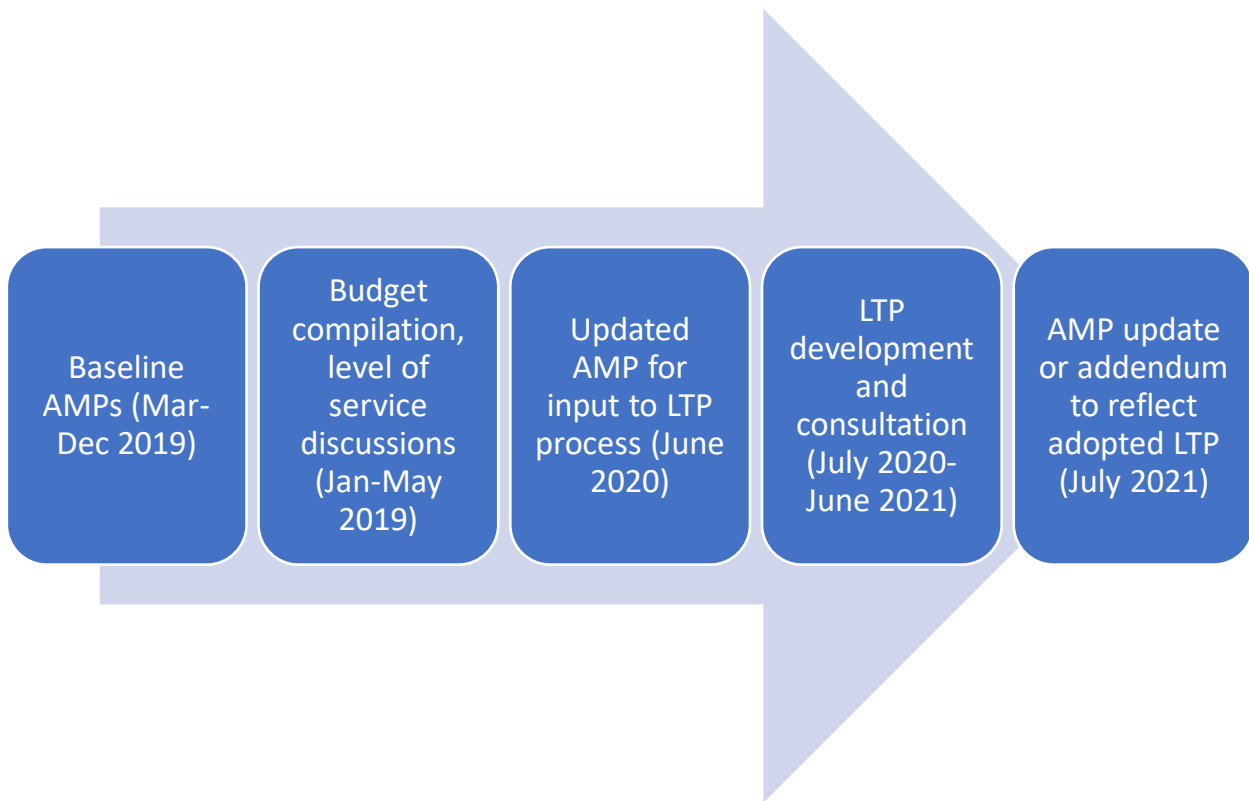 Baseline
AMPs (Mar-
Dec 2019)
Budget
compilation,
level of
service
discussions
(Jan-May
2019)
Updated
AMP for
input to LTP
process (June
2020)
LTP
development
and
consultation
(July 2020-
June 2021)
AMP update
or addendum
to reflect
adopted LTP
(July 2021)